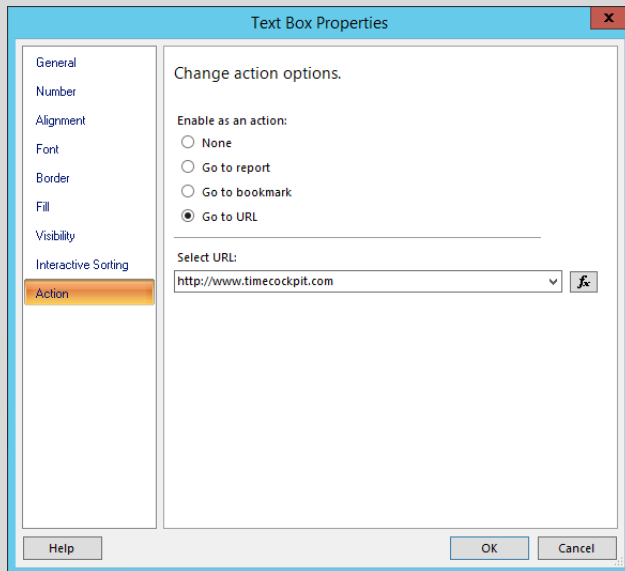 Text Box Properties
x
General
Number
Alignment
Font
Border
Fill
Visibility
Interactive Sorting
Action
Change action options.
Enable as an action:
None
Go to report
Go to bookmark
Go to URL
Select URL:
http://www.timecockpit.com
fx
Help
OK
Cancel